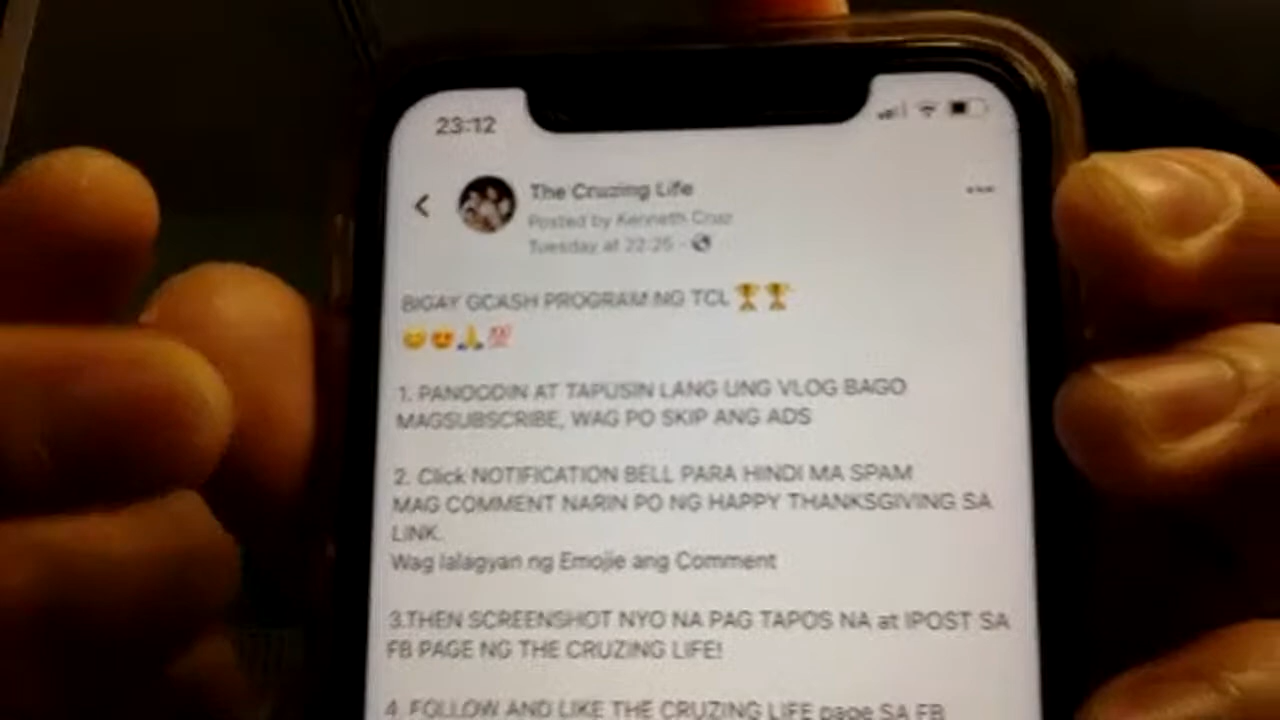 23:12
The Cruzing Life
Posted by Kenneth Cruz
Tuesday at 22:25
BIGAY GCASH PROGRAM NG TCL 🏆🏆
😊😍🙏💯
1. PANOODIN AT TAPUSIN LANG UNG VLOG BAGO
MAGSUBSCRIBE, WAG PO SKIP ANG ADS
2. Click NOTIFICATION BELL PARA HINDI MA SPAM
MAG COMMENT NARIN PO NG HAPPY THANKSGIVING SA
LINK.
Wag lalagyan ng Emojie ang Comment
3.THEN SCREENSHOT NYO NA PAG TAPOS NA at IPOST SA
FB PAGE NG THE CRUZING LIFE!
4. FOLLOW AND LIKE THE CRUZING LIFE page SA FB